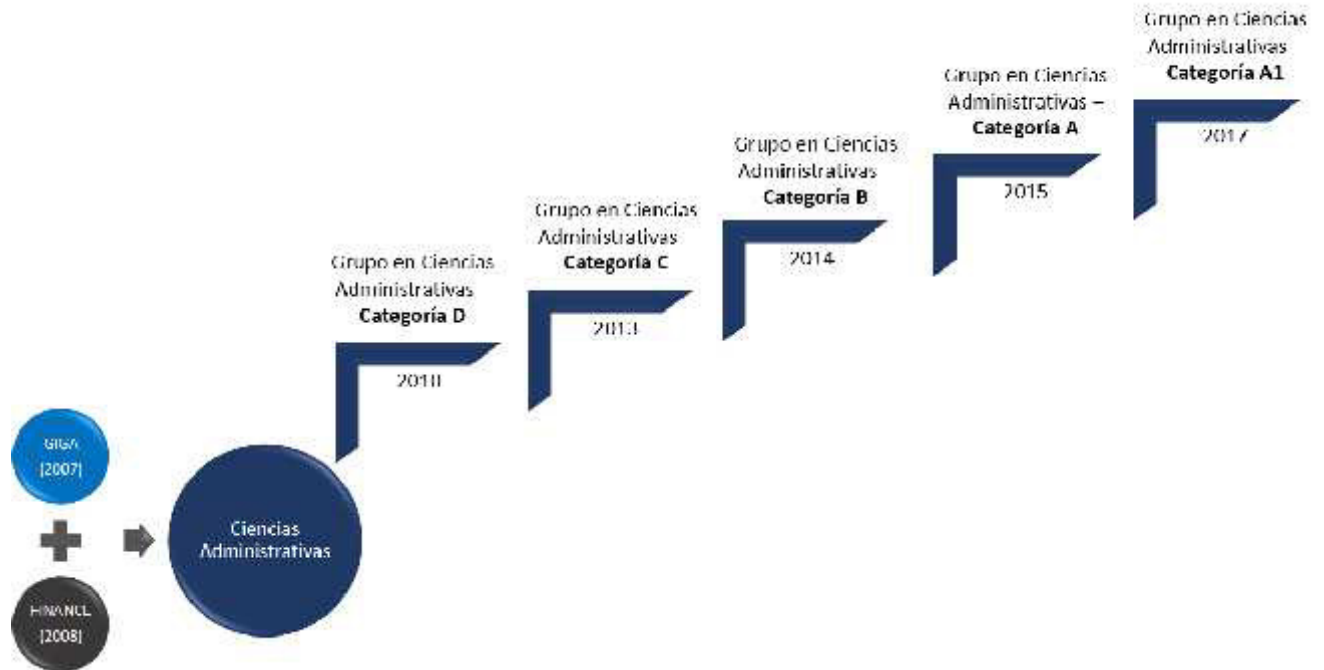 GIGA
(2007)
FINANCE
(2008)
Ciencias
Administrativas
Grupo en Ciencias
Administrativas
Categoría D
2010
Grupo en Ciencias
Administrativas
Categoría C
2013
Grupo en Ciencias
Administrativas
Categoría B
2014
Grupo en Ciencias
Administrativas –
Categoría A
2015
Grupo en Ciencias
Administrativas
Categoría A1
2017